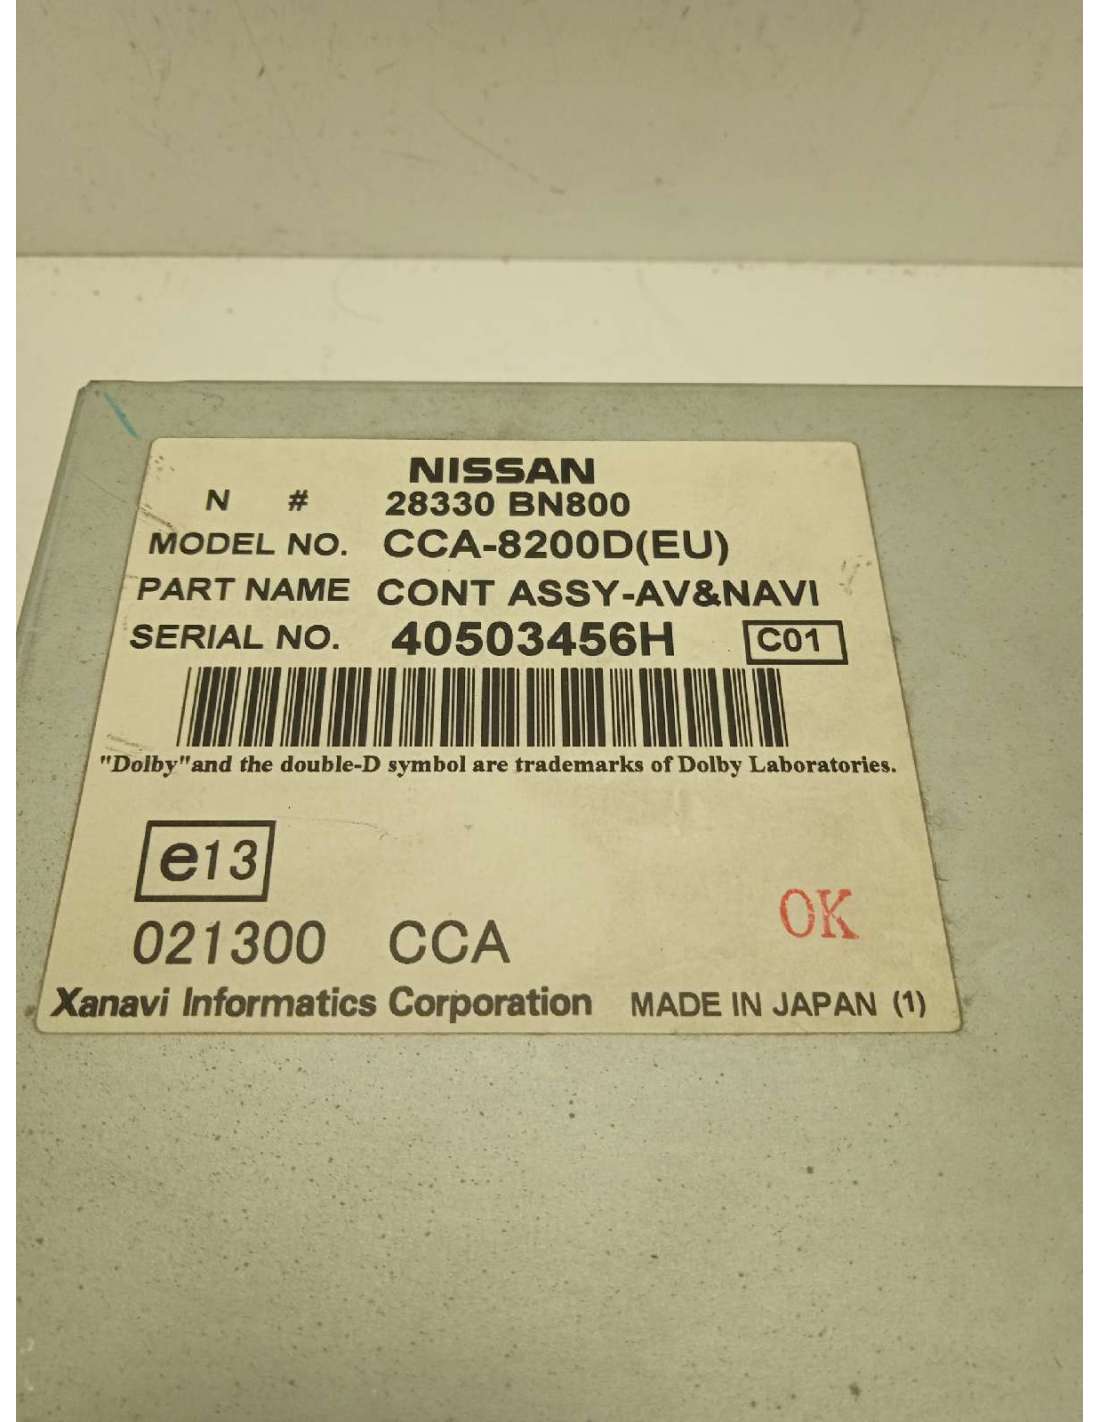 NISSAN
N # 28330 BN800
MODEL NO. CCA-8200D(EU)
PART NAME CONT ASSY-AV&NAVI
SERIAL NO. 40503456H C01
"Dolby"and the double-D symbol are trademarks of Dolby Laboratories.
e13
OK
021300 CCA
Xanavi Informatics Corporation MADE IN JAPAN (1)